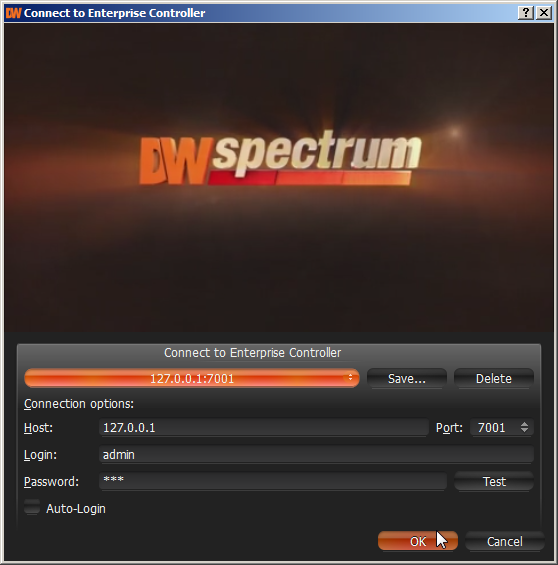 DW Connect to Enterprise Controller
DW spectrum
Connect to Enterprise Controller
127.0.0.1:7001 Save... Delete
Connection options:
Host: 127.0.0.1 Port: 7001
Login: admin
Password: *** Test
Auto-Login
OK Cancel